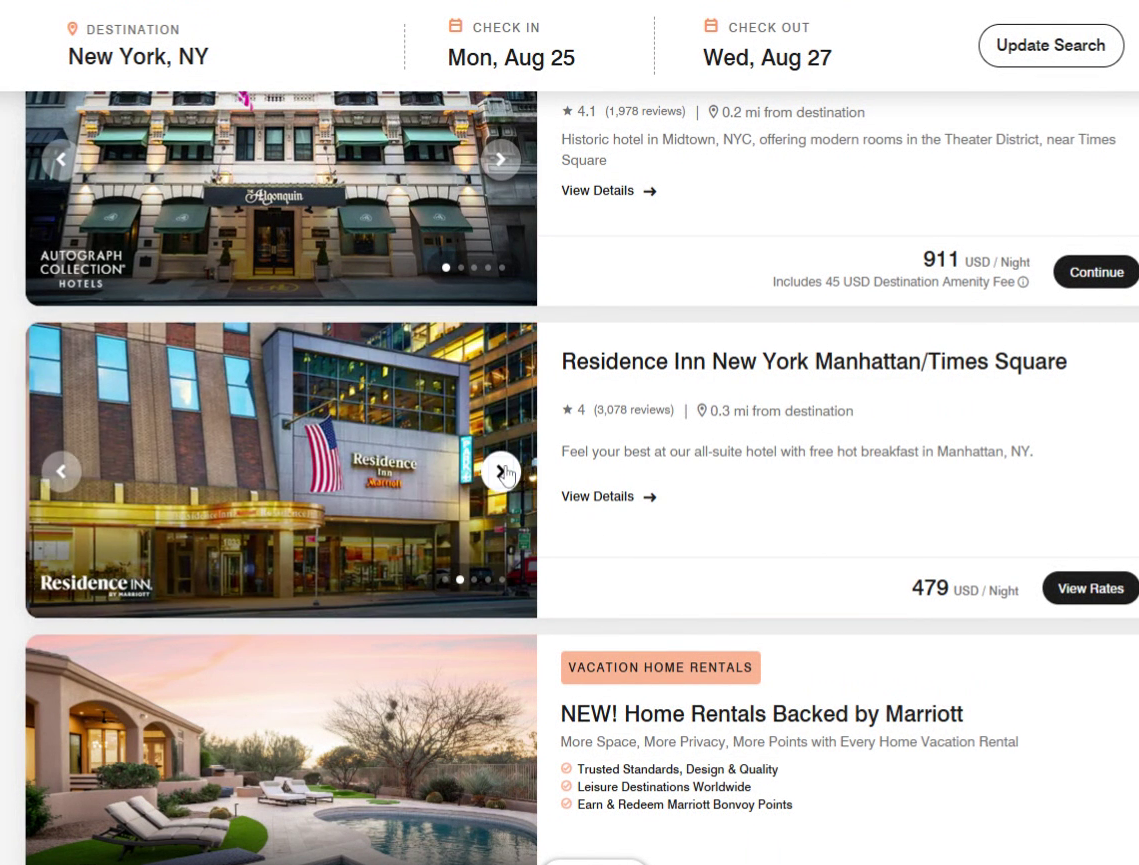 DESTINATION
New York, NY
CHECK IN
Mon, Aug 25
CHECK OUT
Wed, Aug 27
Update Search
The Algonquin
AUTOGRAPH
COLLECTION®
HOTELS
4.1 (1,978 reviews) | 0.2 mi from destination
Historic hotel in Midtown, NYC, offering modern rooms in the Theater District, near Times
Square
View Details
911 USD / Night
Includes 45 USD Destination Amenity Fee
Continue
Residence
Inn
Marriott
PARK
Residence INN.
BY MARRIOTT
Residence Inn New York Manhattan/Times Square
4 (3,078 reviews) | 0.3 mi from destination
Feel your best at our all-suite hotel with free hot breakfast in Manhattan, NY.
View Details
479 USD / Night
View Rates
VACATION HOME RENTALS
NEW! Home Rentals Backed by Marriott
More Space, More Privacy, More Points with Every Home Vacation Rental
Trusted Standards, Design & Quality
Leisure Destinations Worldwide
Earn & Redeem Marriott Bonvoy Points